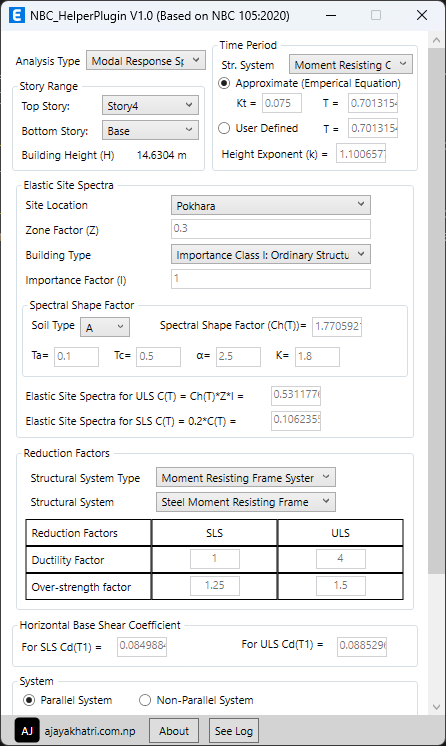 NBC_HelperPlugin V1.0 (Based on NBC 105:2020)
Analysis Type Modal Response Sp
Story Range
Top Story: Story4
Bottom Story: Base
Building Height (H) 14.6304 m
Time Period
Str. System Moment Resisting C
Approximate (Emperical Equation)
Kt = 0.075 T = 0.7013154
User Defined T = 0.7013154
Height Exponent (k) = 1.1006577
Elastic Site Spectra
Site Location Pokhara
Zone Factor (Z) 0.3
Building Type Importance Class I: Ordinary Structu
Importance Factor (I) 1
Spectral Shape Factor
Soil Type A Spectral Shape Factor (Ch(T))= 1.770592
Ta= 0.1 Tc= 0.5 α= 2.5 K= 1.8
Elastic Site Spectra for ULS C(T) = Ch(T)*Z*I = 0.5311776
Elastic Site Spectra for SLS C(T) = 0.2*C(T) = 0.1062355
Reduction Factors
Structural System Type Moment Resisting Frame System
Structural System Steel Moment Resisting Frame
Reduction Factors SLS ULS
Ductility Factor 1 4
Over-strength factor 1.25 1.5
Horizontal Base Shear Coefficient
For SLS Cd(T1) = 0.0849884 For ULS Cd(T1) = 0.0885296
System
Parallel System Non-Parallel System
AJ ajayakhatri.com.np About See Log